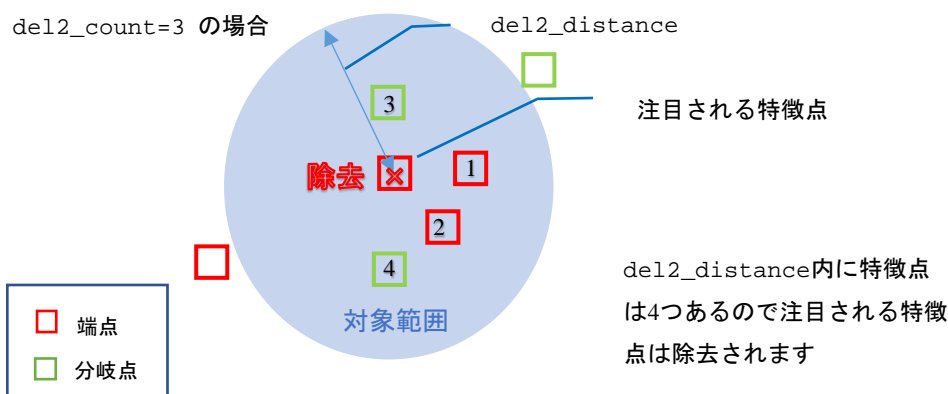 del2_count=3 の場合
del2_distance
3
注目される特徴点
除去
×
1
2
4
対象範囲
del2_distance内に特徴点
は4つあるので注目される特徴
点は除去されます
端点
分岐点